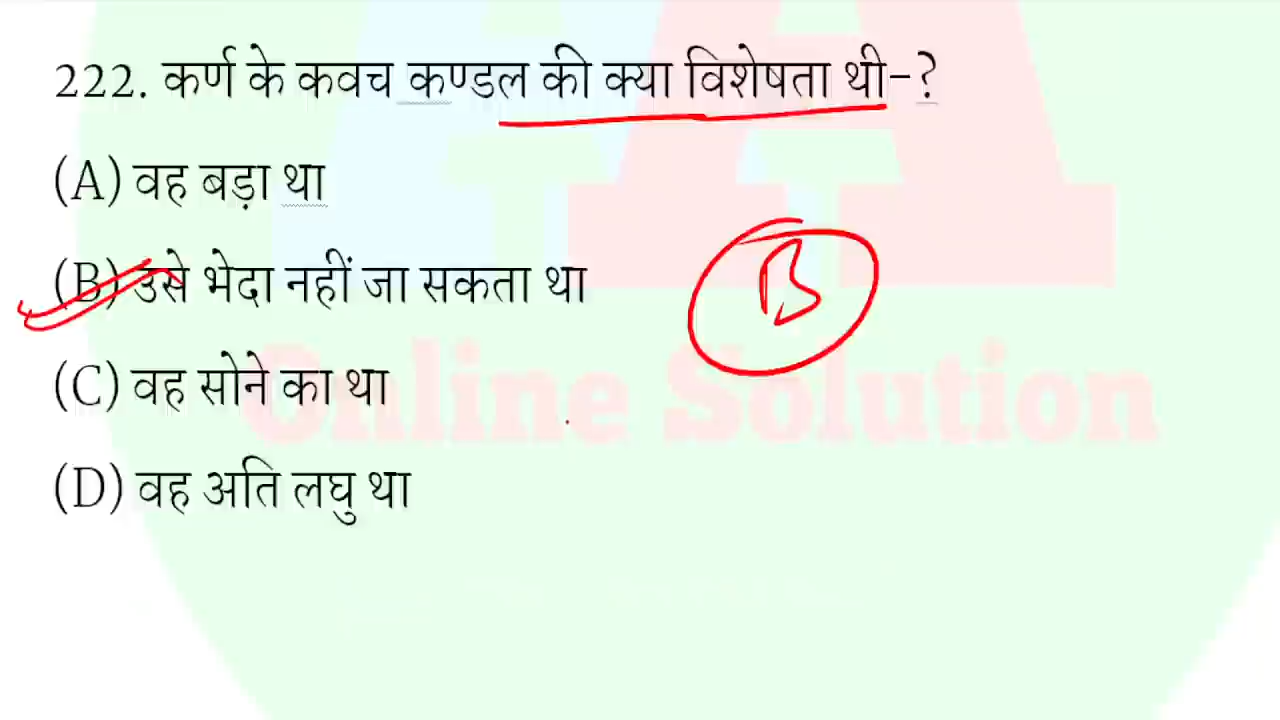 222. कर्ण के कवच कण्डल की क्या विशेषता थी-?
(A) वह बड़ा था
(B) उसे भेदा नहीं जा सकता था
B
(C) वह सोने का था
Online Solution
(D) वह अति लघु था